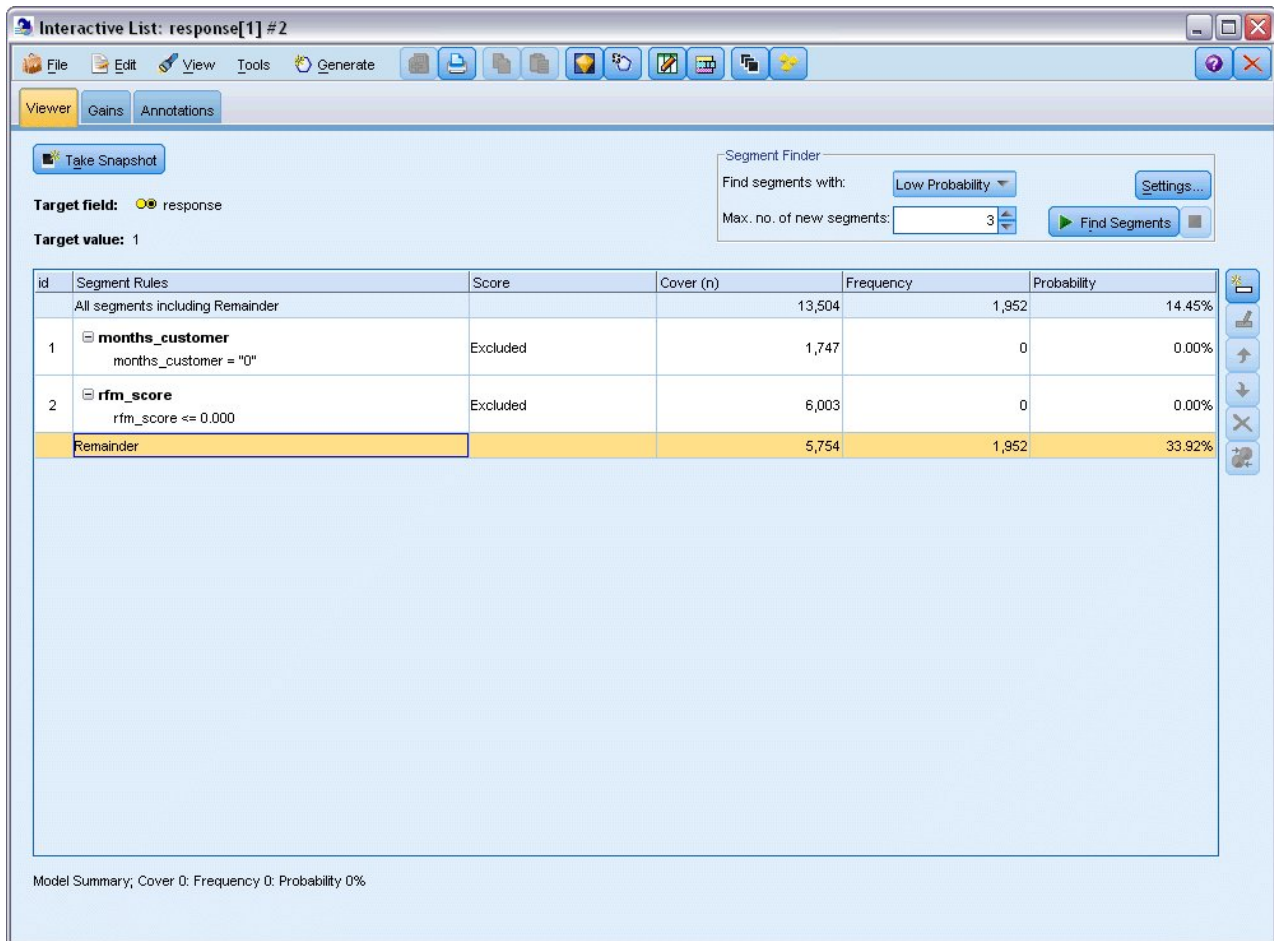 Interactive List: response[1] #2
File Edit View Tools Generate
Viewer Gains Annotations
Take Snapshot
Segment Finder
Find segments with: Low Probability Settings...
Target field: response
Max. no. of new segments: 3 Find Segments
Target value: 1
id Segment Rules Score Cover (n) Frequency Probability
All segments including Remainder 13,504 1,952 14.45%
months_customer
1 Excluded 1,747 0 0.00%
months_customer = "0"
rfm_score
2 Excluded 6,003 0 0.00%
rfm_score <= 0.000
Remainder 5,754 1,952 33.92%
Model Summary; Cover 0: Frequency 0: Probability 0%